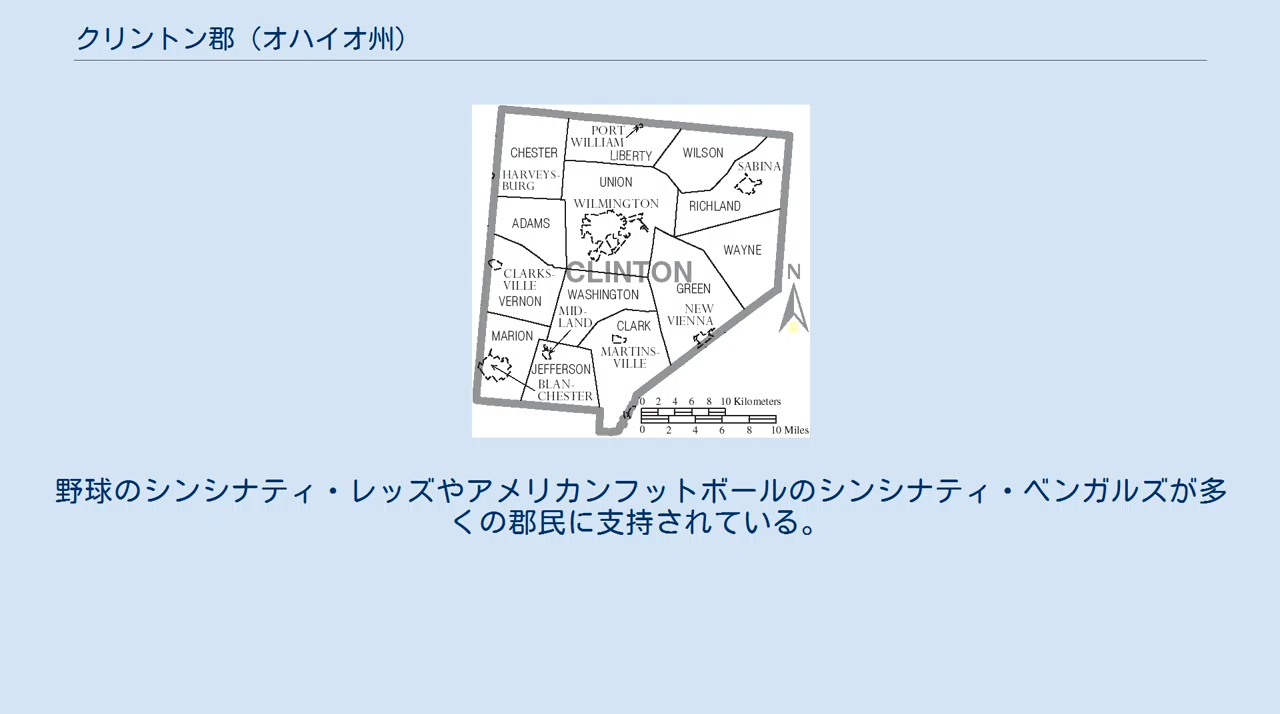 クリントン郡（オハイオ州）
PORT
WILLIAM
CHESTER
LIBERTY
WILSON
SABINA
HARVEYS-
BURG
UNION
WILMINGTON
RICHLAND
ADAMS
WAYNE
CLINTON
N
CLARKS-
VILLE
VERNON
WASHINGTON
GREEN
MID-
LAND
NEW
VIENNA
MARION
CLARK
MARTINS-
VILLE
JEFFERSON
BLAN-
CHESTER
0 2 4 6 8 10 Kilometers
0 2 4 6 8 10 Miles
野球のシンシナティ・レッズやアメリカンフットボールのシンシナティ・ベンガルズが多
くの郡民に支持されている。